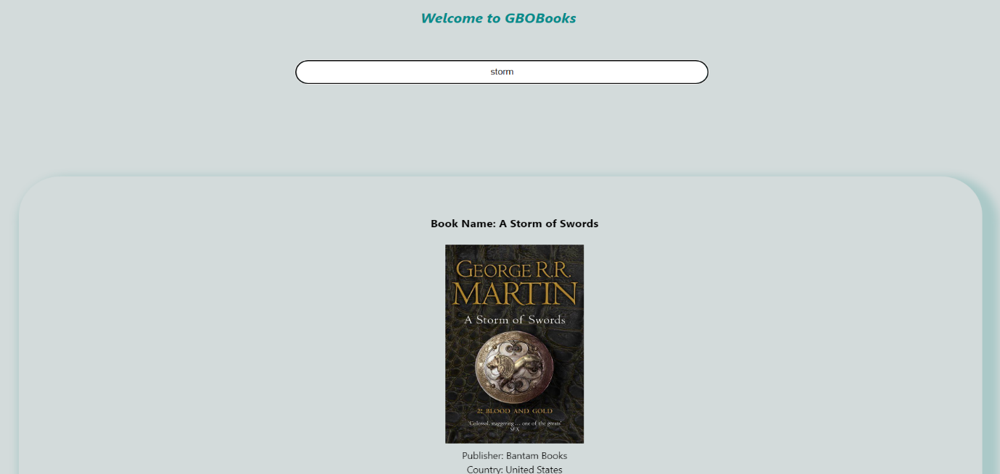 Welcome to GBOBooks
storm
Book Name: A Storm of Swords
GEORGE R.R.
MARTIN
A Storm of Swords
2: BLOOD AND GOLD
'Colossal, staggering ... one of the greats'
SFX
Publisher: Bantam Books
Country: United States